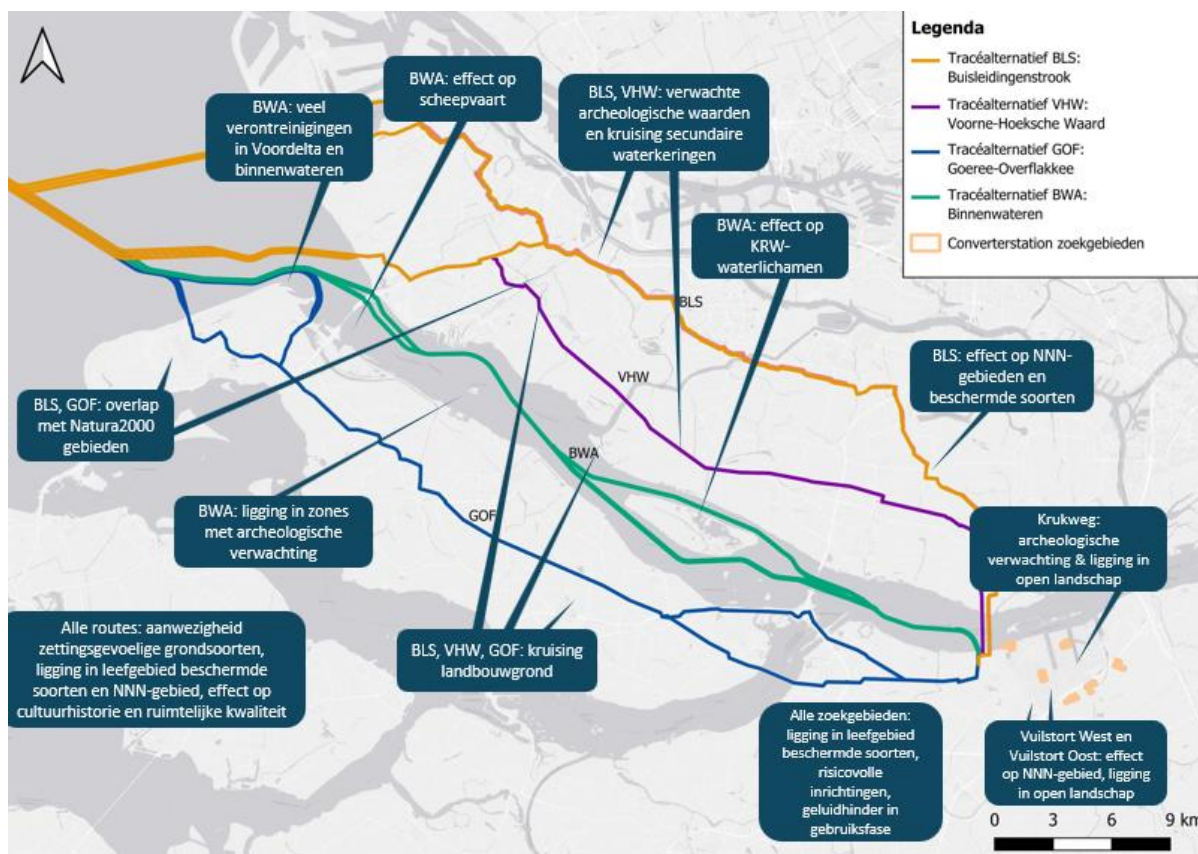 Legenda
Tracéalternatief BLS:
Buisleidingenstrook
Tracéalternatief VHW:
Voorne-Hoeksche Waard
Tracéalternatief GOF:
Goeree-Overflakkee
Tracéalternatief BWA:
Binnenwateren
Converterstation zoekgebieden
BWA: effect op
scheepvaart
BWA: veel
verontreinigingen
in Voordelta en
binnenwateren
BLS, VHW: verwachte
archeologische waarden
en kruising secundaire
waterkeringen
BWA: effect op
KRW-
waterlichamen
BLS
VHW
BLS: effect op NNN-
gebieden en
beschermde soorten
BLS, GOF: overlap
met Natura2000
gebieden
BWA
BWA: ligging in zones
met archeologische
verwachting
GOF
Krukweg:
archeologische
verwachting & ligging in
open landschap
Alle routes: aanwezigheid
zettingsgevoelige grondsoorten,
ligging in leefgebied beschermde
soorten en NNN-gebied, effect op
cultuurhistorie en ruimtelijke kwaliteit
BLS, VHW, GOF: kruising
landbouwgrond
Alle zoekgebieden:
ligging in leefgebied
beschermde soorten,
risicovolle
inrichtingen,
geluidhinder in
gebruiksfase
Vuilstort West en
Vuilstort Oost: effect
op NNN-gebied, ligging
in open landschap
0 3 6 9 km